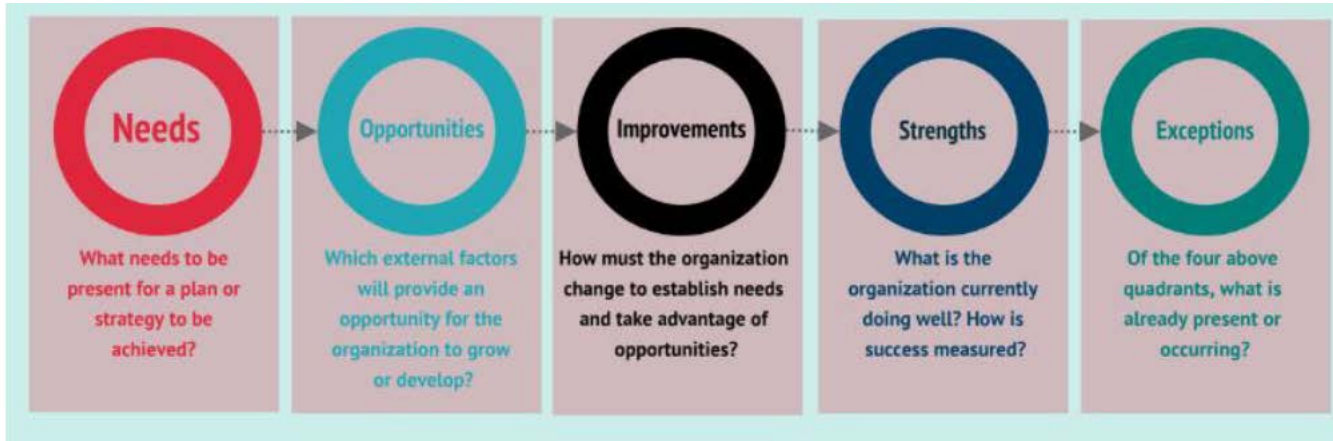 Needs
What needs to be
present for a plan or
strategy to be
achieved?
Opportunities
Which external factors
will provide an
opportunity for the
organization to grow
or develop?
Improvements
How must the organization
change to establish needs
and take advantage of
opportunities?
Strengths
What is the
organization currently
doing well? How is
success measured?
Exceptions
Of the four above
quadrants, what is
already present or
occurring?